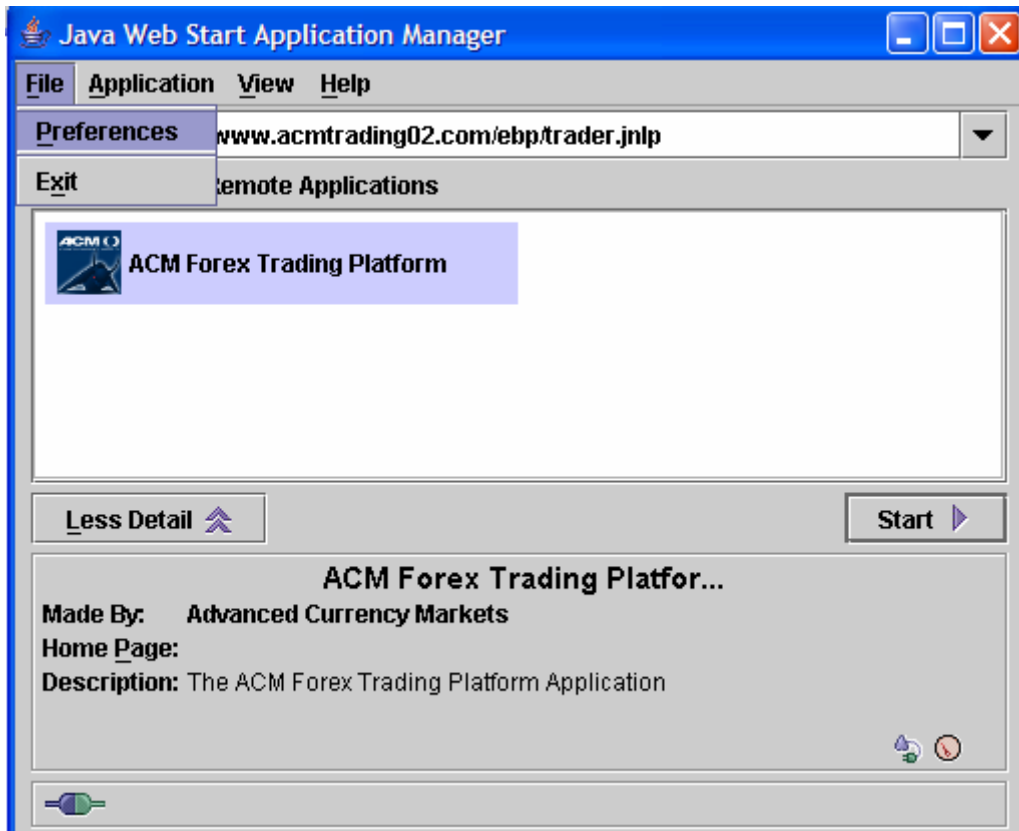 Java Web Start Application Manager
File Application View Help
Preferences
www.acmtrading02.com/ebp/trader.jnlp
Exit
Remote Applications
ACM
ACM Forex Trading Platform
Less Detail
Start
ACM Forex Trading Platfor...
Made By: Advanced Currency Markets
Home Page:
Description: The ACM Forex Trading Platform Application